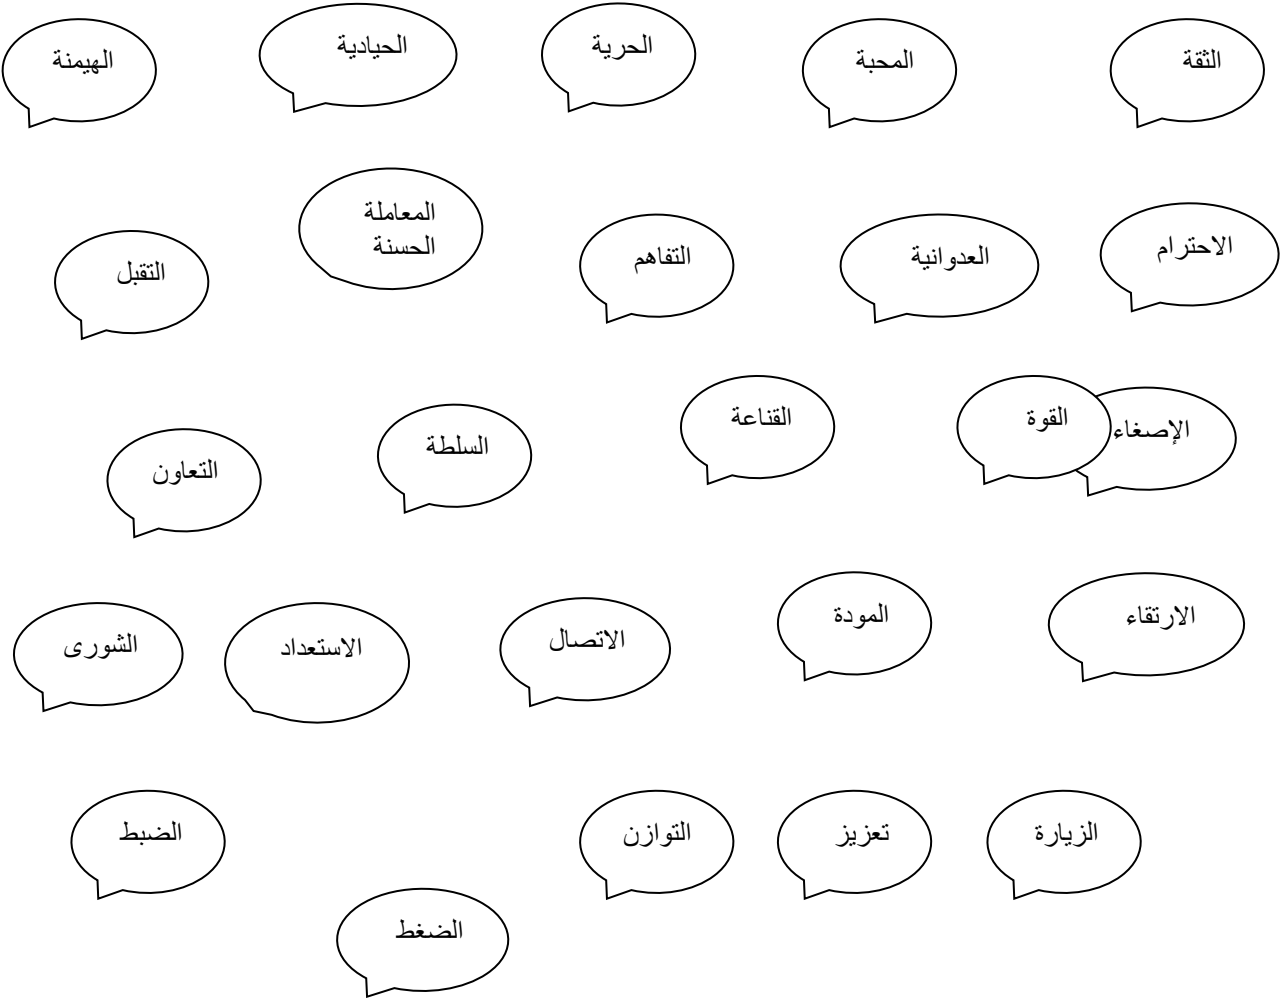 الثقة
المحبة
الحرية
الحيادية
الهيمنة
الاحترام
العدوانية
التفاهم
المعاملة
الحسنة
التقبل
الإصغاء
القوة
القناعة
السلطة
التعاون
الارتقاء
المودة
الاتصال
الاستعداد
الشورى
الزيارة
تعزيز
التوازن
الضبط
الضغط